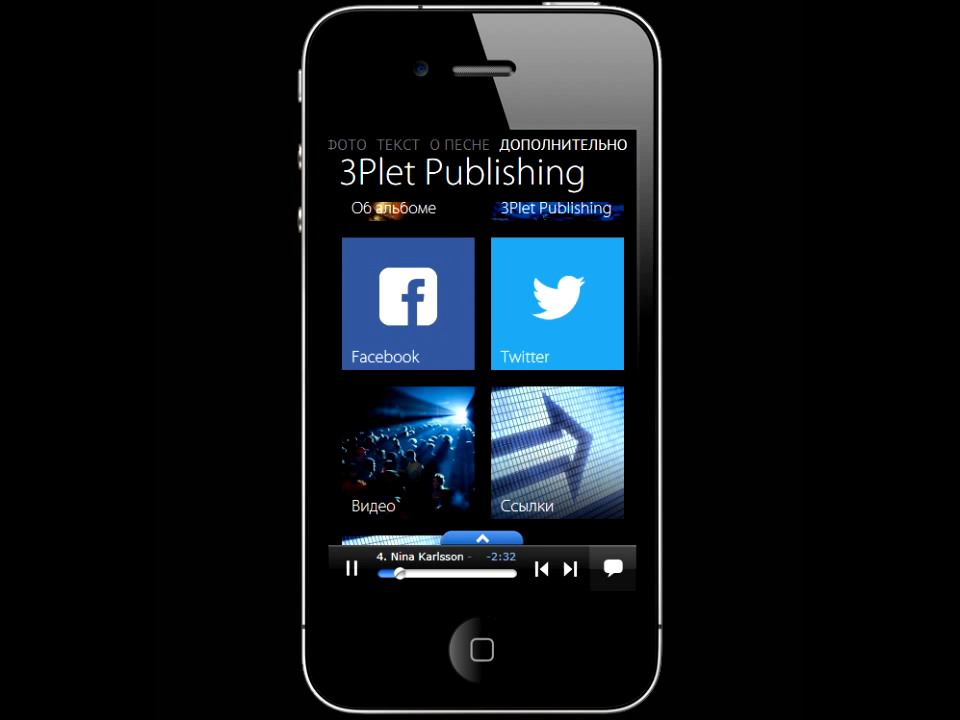 ФОТО ТЕКСТ О ПЕСНЕ ДОПОЛНИТЕЛЬНО
3Plet Publishing
Об альбоме 3Plet Publishing
Facebook Twitter
Видео Ссылки
4. Nina Karlsson - -2:32